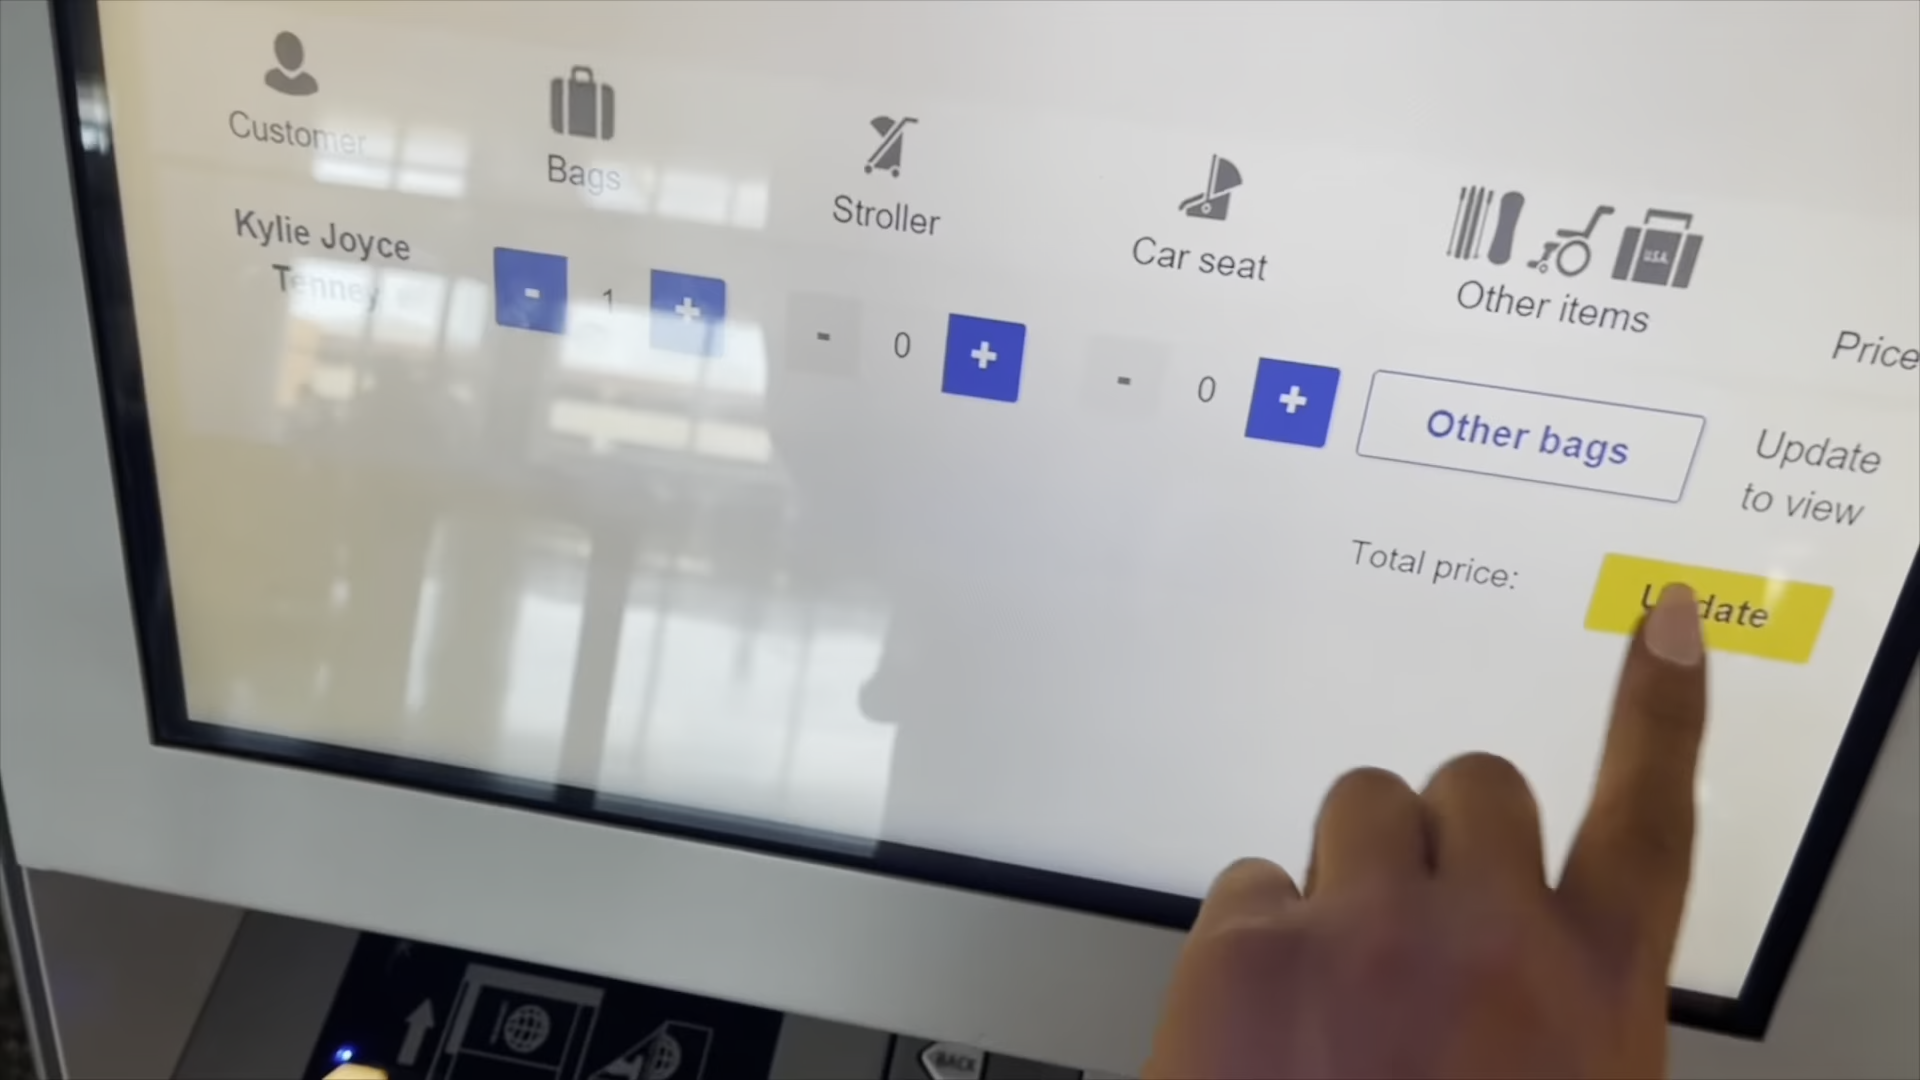 Customer
Bags
Stroller
Car seat
Other items
Price
Kylie Joyce
Tenney
- 1 +
- 0 +
- 0 +
Other bags
Update
to view
Total price:
Update
USA
BACK